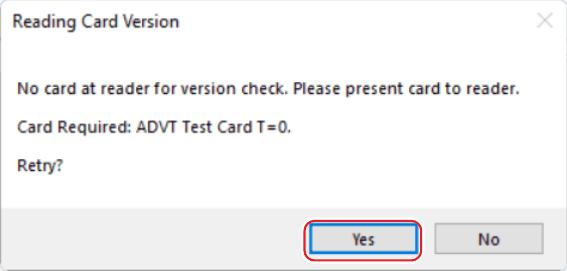 Reading Card Version
No card at reader for version check. Please present card to reader.
Card Required: ADVT Test Card T=0.
Retry?
Yes
No